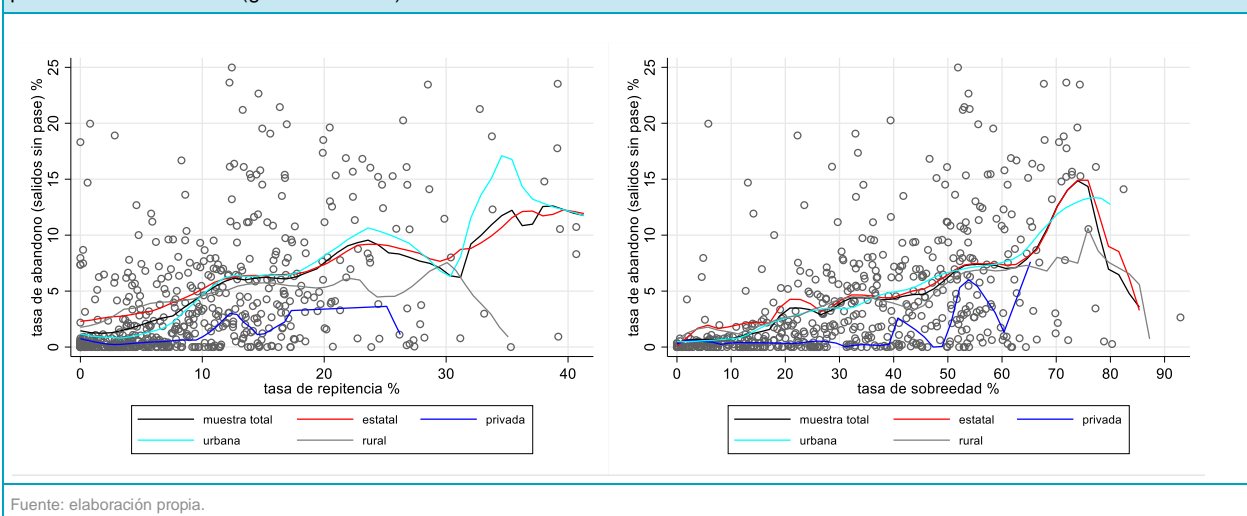 tasa de abandono (salidos sin pase) %
25
20
15
10
5
0
0 10 20 30 40
tasa de repitencia %
muestra total estatal privada
urbana rural
tasa de abandono (salidos sin pase) %
25
20
15
10
5
0
0 10 20 30 40 50 60 70 80 90
tasa de sobreedad %
muestra total estatal privada
urbana rural
Fuente: elaboración propia.